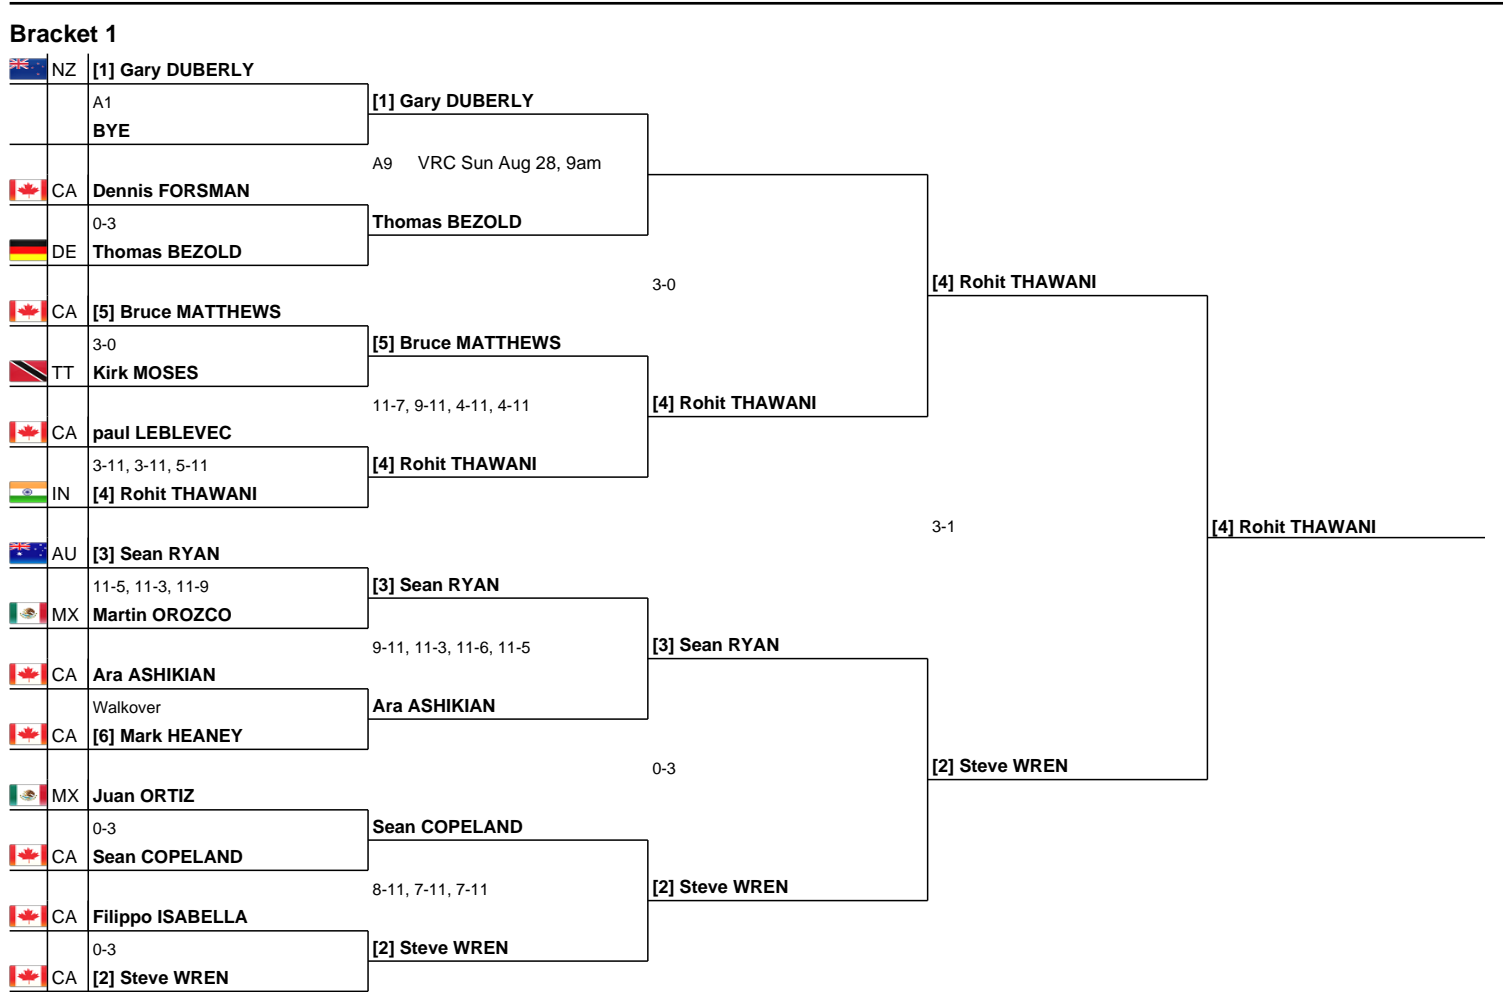 Bracket 1
NZ [1] Gary DUBERLY
A1
BYE
[1] Gary DUBERLY
A9 VRC Sun Aug 28, 9am
CA Dennis FORSMAN
0-3
DE Thomas BEZOLD
Thomas BEZOLD
3-0
[4] Rohit THAWANI
CA [5] Bruce MATTHEWS
3-0
TT Kirk MOSES
[5] Bruce MATTHEWS
11-7, 9-11, 4-11, 4-11
[4] Rohit THAWANI
CA paul LEBLEVEC
3-11, 3-11, 5-11
IN [4] Rohit THAWANI
[4] Rohit THAWANI
3-1
[4] Rohit THAWANI
AU [3] Sean RYAN
11-5, 11-3, 11-9
MX Martin OROZCO
[3] Sean RYAN
9-11, 11-3, 11-6, 11-5
[3] Sean RYAN
CA Ara ASHIKIAN
Walkover
CA [6] Mark HEANEY
Ara ASHIKIAN
0-3
[2] Steve WREN
MX Juan ORTIZ
0-3
CA Sean COPELAND
Sean COPELAND
8-11, 7-11, 7-11
[2] Steve WREN
CA Filippo ISABELLA
0-3
CA [2] Steve WREN
[2] Steve WREN